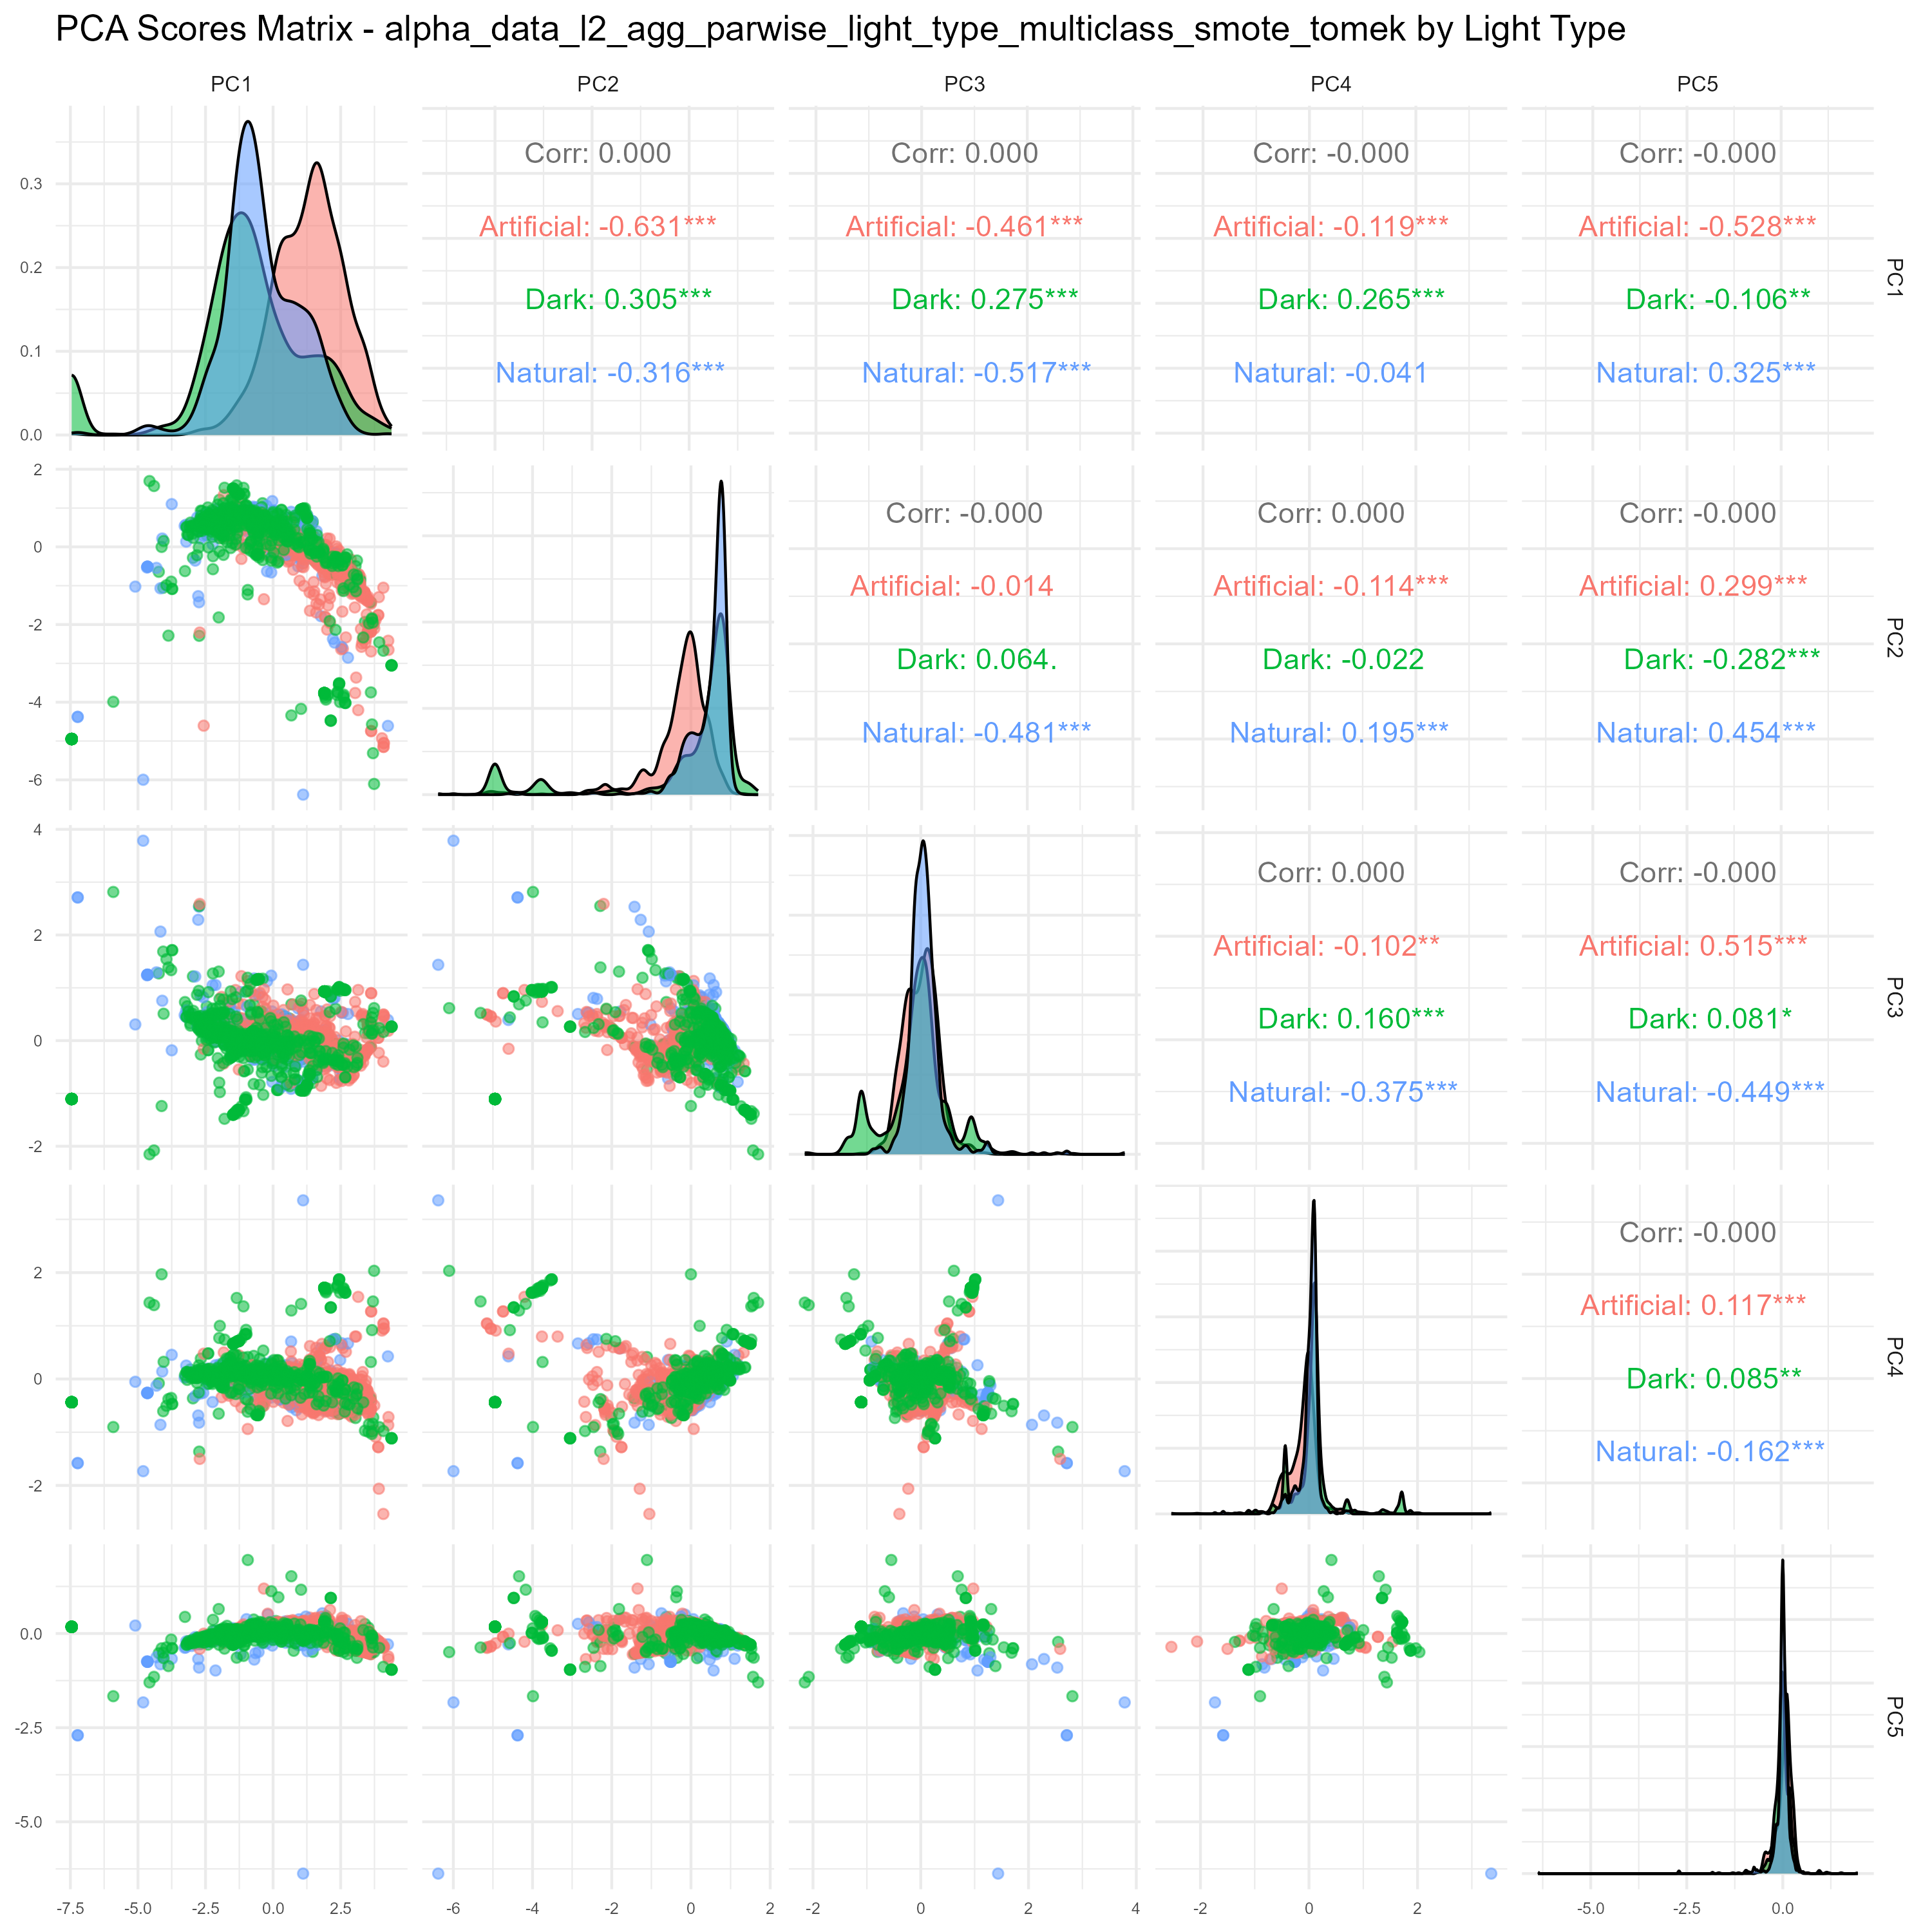 PCA Scores Matrix - alpha_data_l2_agg_parwise_light_type_multiclass_smote_tomek by Light Type
PC1 PC2 PC3 PC4 PC5
Corr: 0.000 Corr: 0.000 Corr: -0.000 Corr: -0.000
Artificial: -0.631*** Artificial: -0.461*** Artificial: -0.119*** Artificial: -0.528***
Dark: 0.305*** Dark: 0.275*** Dark: 0.265*** Dark: -0.106**
Natural: -0.316*** Natural: -0.517*** Natural: -0.041 Natural: 0.325***
0.3
0.2
0.1
0.0
PC1
Corr: -0.000 Corr: 0.000 Corr: -0.000
Artificial: -0.014 Artificial: -0.114*** Artificial: 0.299***
Dark: 0.064. Dark: -0.022 Dark: -0.282***
Natural: -0.481*** Natural: 0.195*** Natural: 0.454***
2
0
-2
-4
-6
PC2
Corr: 0.000 Corr: -0.000
Artificial: -0.102** Artificial: 0.515***
Dark: 0.160*** Dark: 0.081*
Natural: -0.375*** Natural: -0.449***
4
2
0
-2
PC3
Corr: -0.000
Artificial: 0.117***
Dark: 0.085**
Natural: -0.162***
2
0
-2
PC4
0.0
-2.5
-5.0
PC5
-7.5 -5.0 -2.5 0.0 2.5 -6 -4 -2 0 2 -2 0 2 4 -2 0 2 -5.0 -2.5 0.0